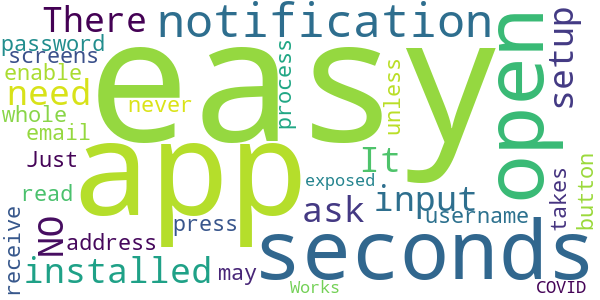 There notification
password
screens easy open setup
enable process
need never unless
whole
email app It
Just exposed button
read input takes
NO ask username
receive address press seconds
installed may Works COVID